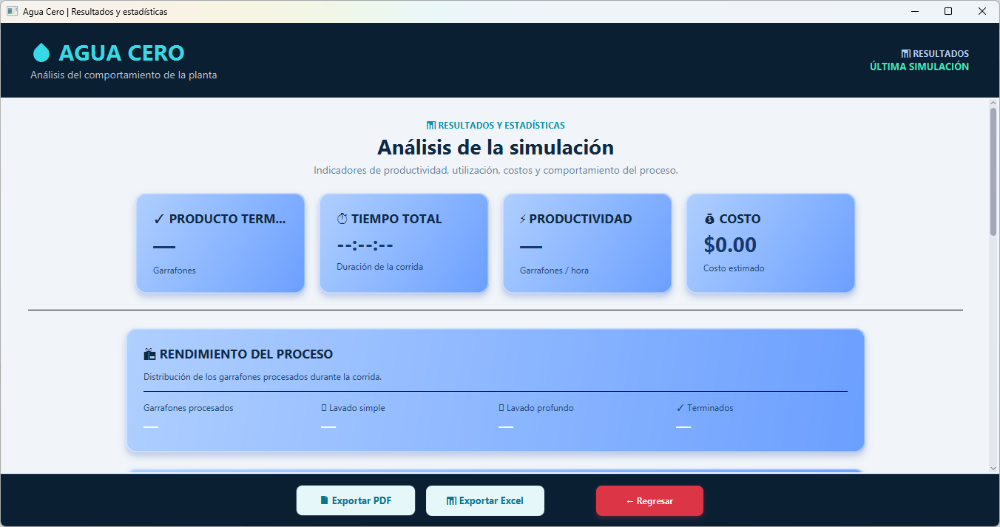 Agua Cero | Resultados y estadísticas
AGUA CERO
Análisis del comportamiento de la planta
RESULTADOS
ÚLTIMA SIMULACIÓN
RESULTADOS Y ESTADÍSTICAS
Análisis de la simulación
Indicadores de productividad, utilización, costos y comportamiento del proceso.
✓ PRODUCTO TERM...
—
Garrafones
⏱ TIEMPO TOTAL
--:--:--
Duración de la corrida
⚡ PRODUCTIVIDAD
—
Garrafones / hora
💰 COSTO
$0.00
Costo estimado
RENDIMIENTO DEL PROCESO
Distribución de los garrafones procesados durante la corrida.
Garrafones procesados
—
Lavado simple
—
Lavado profundo
—
✓ Terminados
—
Exportar PDF
Exportar Excel
← Regresar